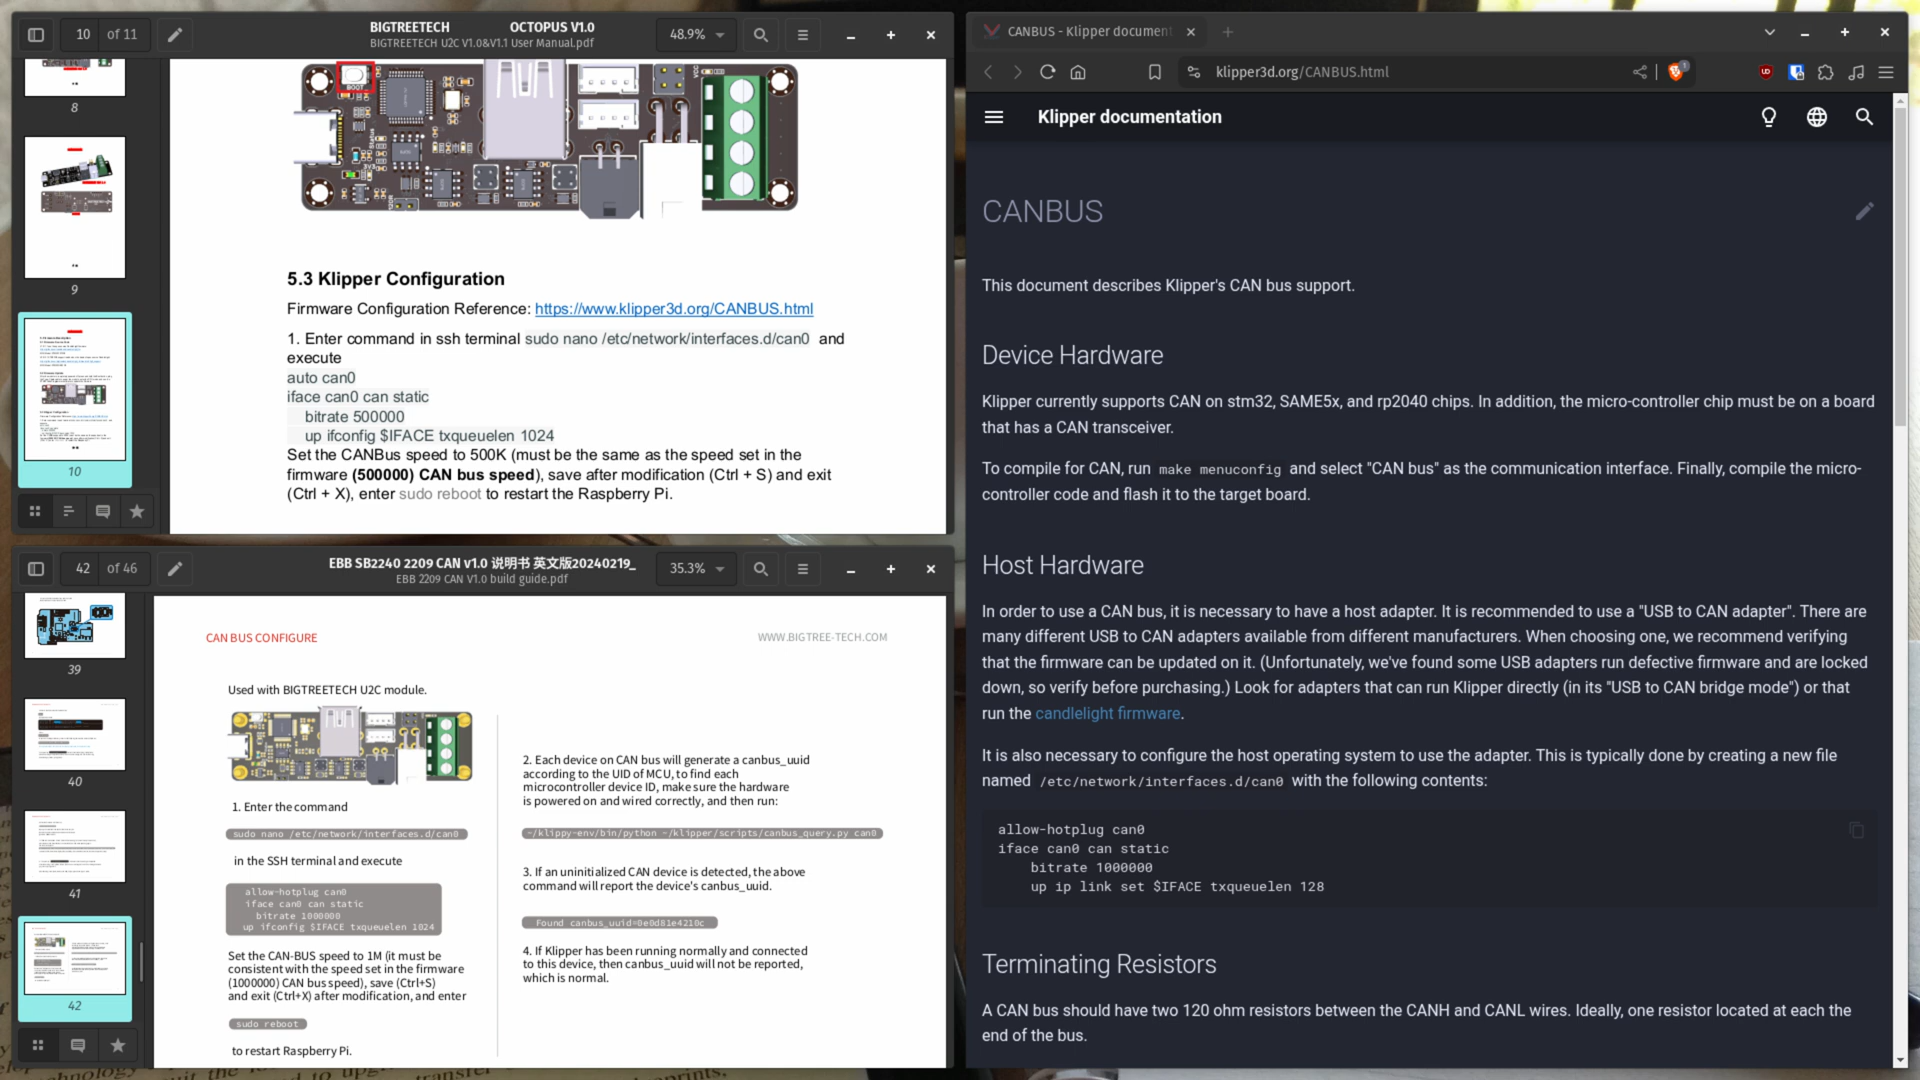 10 of 11
BIGTREETECH OCTOPUS V1.0
BIGTREETECH U2C V1.0&V1.1 User Manual.pdf
48.9%
8
9
10
BOOT
VCC
5.3 Klipper Configuration
Firmware Configuration Reference: https://www.klipper3d.org/CANBUS.html
1. Enter command in ssh terminal sudo nano /etc/network/interfaces.d/can0 and
execute
auto can0
iface can0 can static
bitrate 500000
up ifconfig $IFACE txqueuelen 1024
Set the CANBus speed to 500K (must be the same as the speed set in the
firmware (500000) CAN bus speed), save after modification (Ctrl + S) and exit
(Ctrl + X), enter sudo reboot to restart the Raspberry Pi.
42 of 46
EBB SB2240 2209 CAN v1.0 说明书 英文版20240219_
EBB 2209 CAN V1.0 build guide.pdf
35.3%
39
40
41
42
CAN BUS CONFIGURE
WWW.BIGTREE-TECH.COM
Used with BIGTREETECH U2C module.
1. Enter the command
sudo nano /etc/network/interfaces.d/can0
in the SSH terminal and execute
allow-hotplug can0
iface can0 can static
bitrate 1000000
up ifconfig $IFACE txqueuelen 1024
Set the CAN-BUS speed to 1M (it must be
consistent with the speed set in the firmware
(1000000) CAN bus speed), save (Ctrl+S)
and exit (Ctrl+X) after modification, and enter
sudo reboot
to restart Raspberry Pi.
2. Each device on CAN bus will generate a canbus_uuid
according to the UID of MCU, to find each
microcontroller device ID, make sure the hardware
is powered on and wired correctly, and then run:
~/klippy-env/bin/python ~/klipper/scripts/canbus_query.py can0
3. If an uninitialized CAN device is detected, the above
command will report the device's canbus_uuid.
Found canbus_uuid=0e0d81e4210c
4. If Klipper has been running normally and connected
to this device, then canbus_uuid will not be reported,
which is normal.
CANBUS - Klipper document
klipper3d.org/CANBUS.html
1
Klipper documentation
CANBUS
This document describes Klipper's CAN bus support.
Device Hardware
Klipper currently supports CAN on stm32, SAME5x, and rp2040 chips. In addition, the micro-controller chip must be on a board
that has a CAN transceiver.
To compile for CAN, run make menuconfig and select "CAN bus" as the communication interface. Finally, compile the micro-
controller code and flash it to the target board.
Host Hardware
In order to use a CAN bus, it is necessary to have a host adapter. It is recommended to use a "USB to CAN adapter". There are
many different USB to CAN adapters available from different manufacturers. When choosing one, we recommend verifying
that the firmware can be updated on it. (Unfortunately, we've found some USB adapters run defective firmware and are locked
down, so verify before purchasing.) Look for adapters that can run Klipper directly (in its "USB to CAN bridge mode") or that
run the candlelight firmware.
It is also necessary to configure the host operating system to use the adapter. This is typically done by creating a new file
named /etc/network/interfaces.d/can0 with the following contents:
allow-hotplug can0
iface can0 can static
bitrate 1000000
up ip link set $IFACE txqueuelen 128
Terminating Resistors
A CAN bus should have two 120 ohm resistors between the CANH and CANL wires. Ideally, one resistor located at each the
end of the bus.